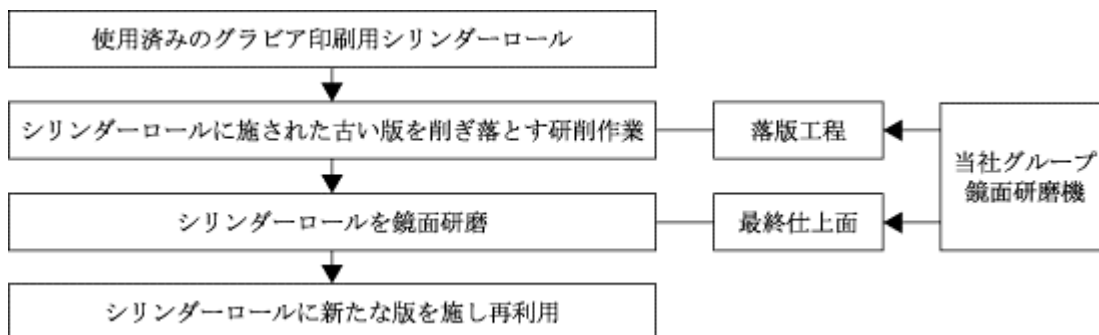 使用済みのグラビア印刷用シリンダーロール
シリンダーロールに施された古い版を削ぎ落とす研削作業
落版工程
当社グループ
鏡面研磨機
シリンダーロールを鏡面研磨
最終仕上面
シリンダーロールに新たな版を施し再利用